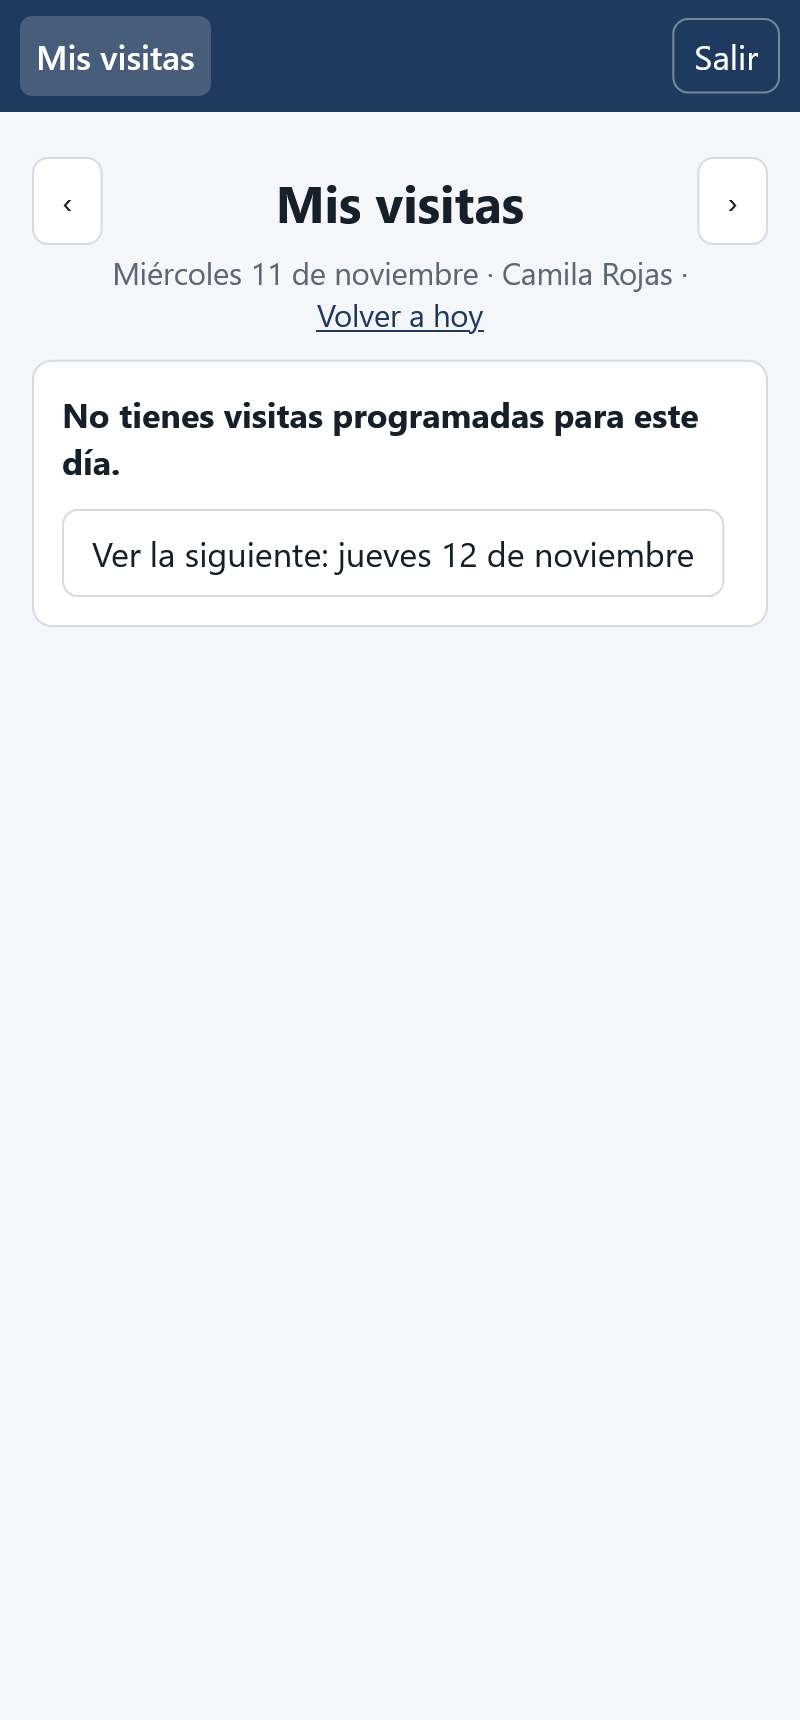 Mis visitas
Salir
‹
Mis visitas
›
Miércoles 11 de noviembre · Camila Rojas ·
Volver a hoy
No tienes visitas programadas para este
día.
Ver la siguiente: jueves 12 de noviembre